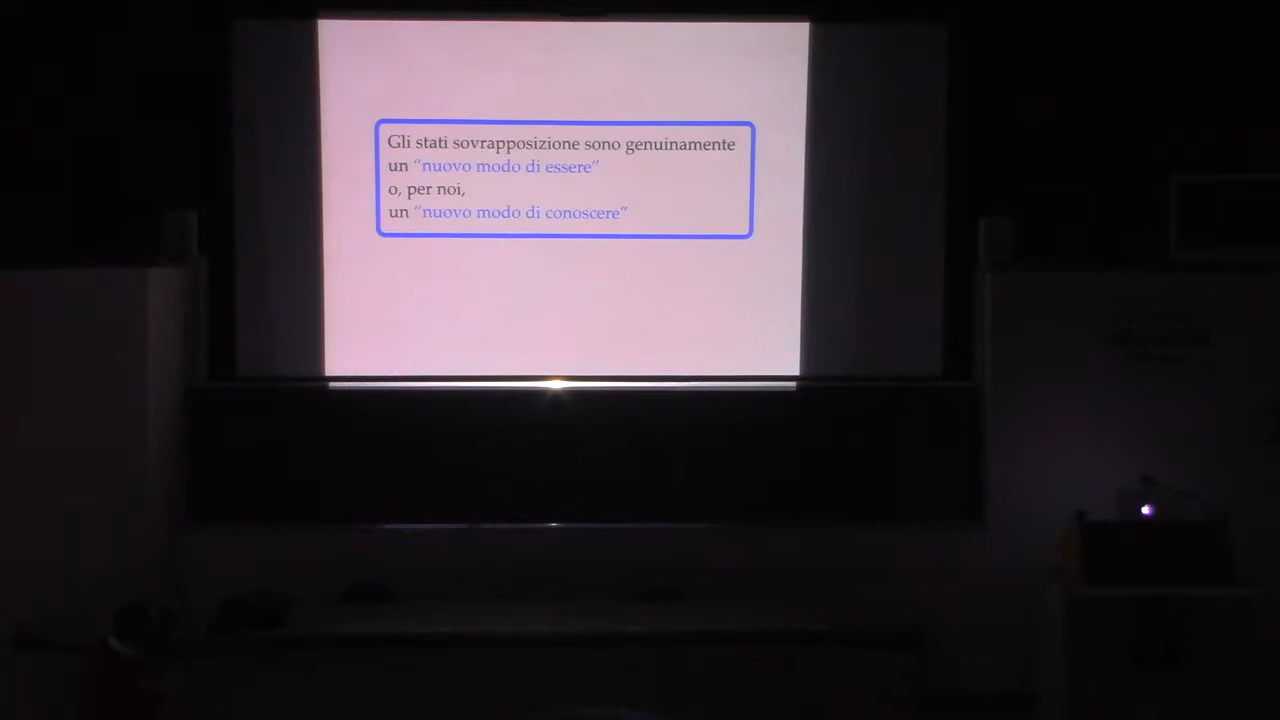 Gli stati sovrapposizione sono genuinamente
un “nuovo modo di essere”
o, per noi,
un “nuovo modo di conoscere”